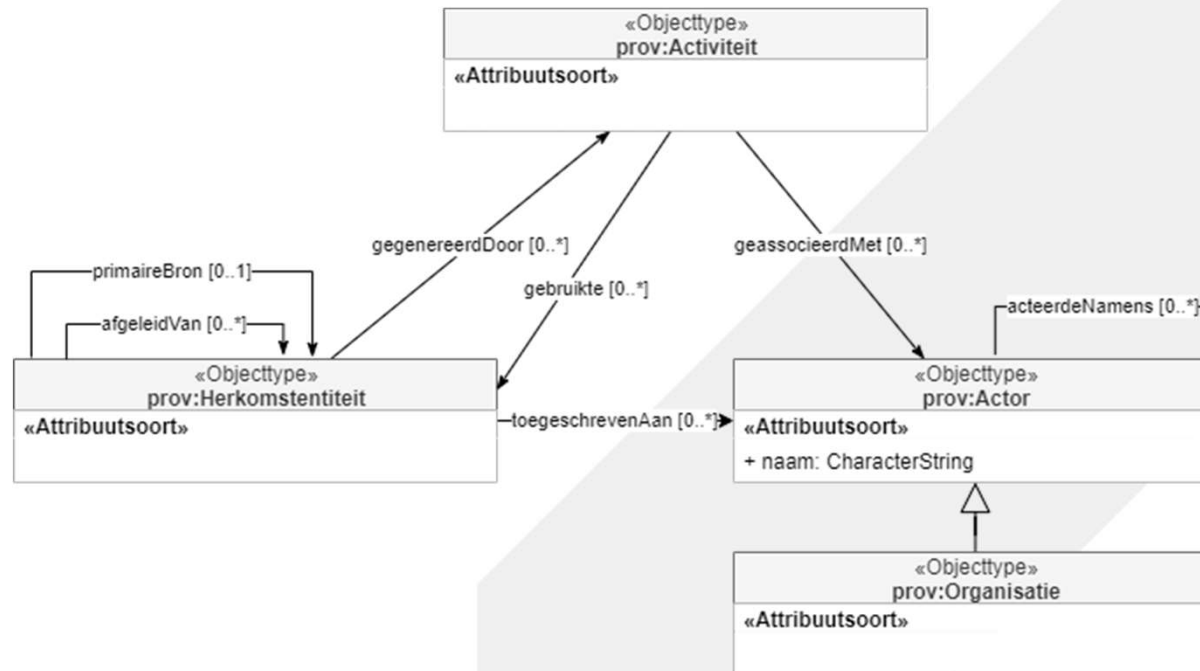 «Objecttype»
prov:Activiteit
«Attribuutsoort»
gegenereerdDoor [0..*]
geassocieerdMet [0..*]
primaireBron [0..1]
gebruikte [0..*]
acteerdeNamens [0..*]
afgeleidVan [0..*]
«Objecttype»
prov:Herkomstentiteit
«Attribuutsoort»
toegeschrevenAan [0..*]
«Objecttype»
prov:Actor
«Attribuutsoort»
+ naam: CharacterString
«Objecttype»
prov:Organisatie
«Attribuutsoort»